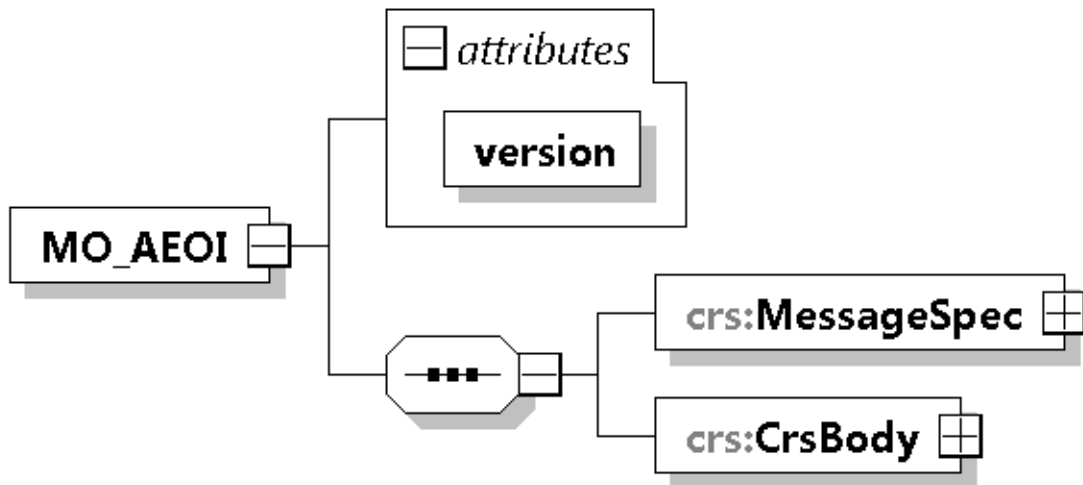 attributes
version
MO_AEOI
crs:MessageSpec
crs:CrsBody